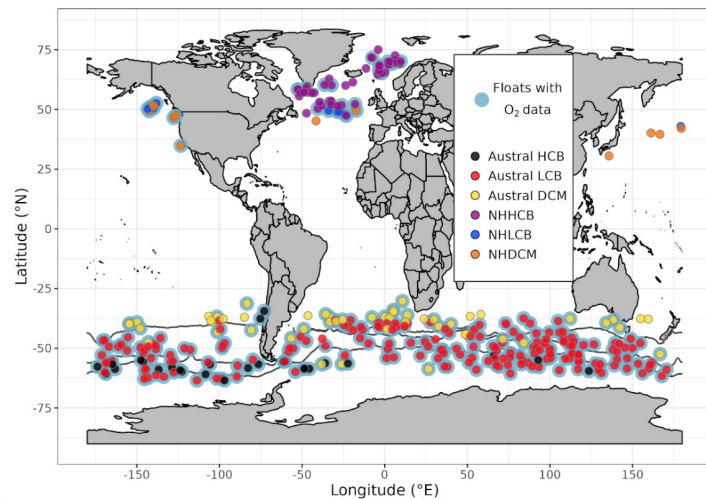 75
50
25
0
-25
-50
-75
Latitude (°N)
Floats with
O₂ data
Austral HCB
Austral LCB
Austral DCM
NHHCB
NHLCB
NHDCM
-150
-100
-50
0
50
100
150
Longitude (°E)